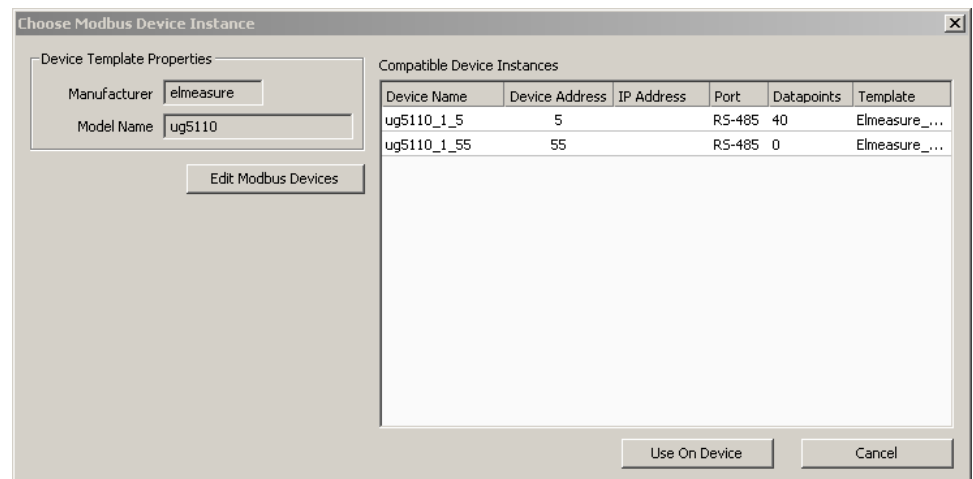 Choose Modbus Device Instance
Device Template Properties
Manufacturer elmeasure
Model Name ug5110
Edit Modbus Devices
Compatible Device Instances
Device Name Device Address IP Address Port Datapoints Template
ug5110_1_5 5 RS-485 40 Elmeasure_...
ug5110_1_55 55 RS-485 0 Elmeasure_...
Use On Device Cancel